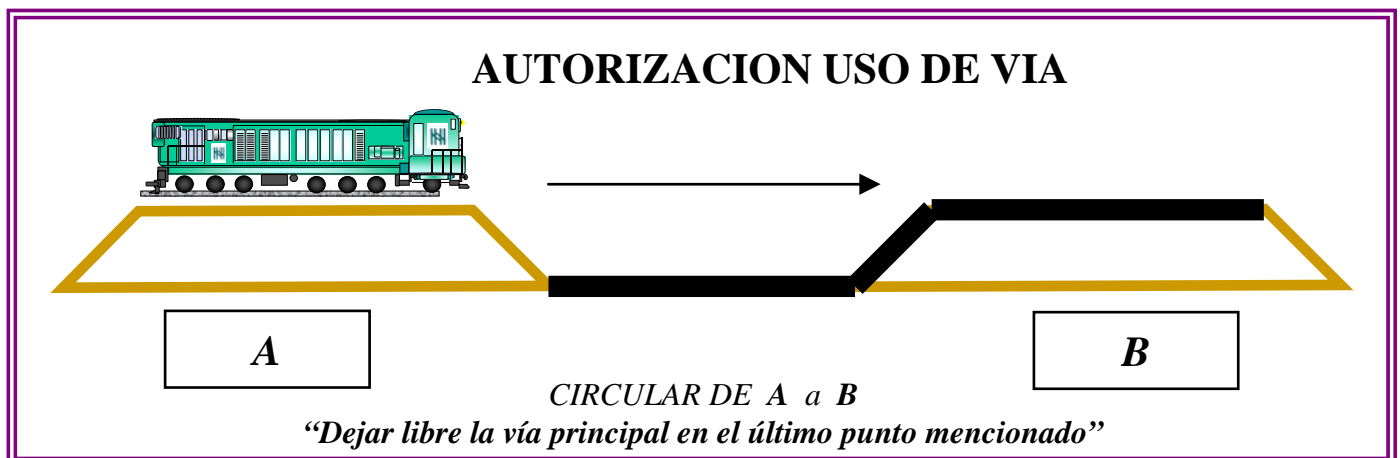 AUTORIZACION USO DE VIA
A
B
CIRCULAR DE A a B
“Dejar libre la vía principal en el último punto mencionado”